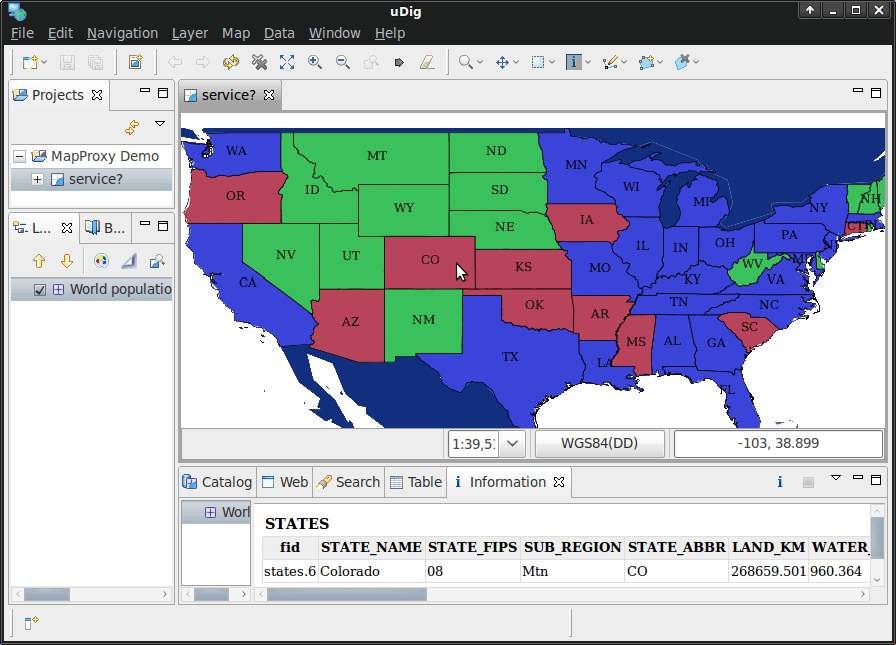 uDig
File Edit Navigation Layer Map Data Window Help
Projects
service?
MapProxy Demo
service?
L...
B...
World populatio
WA
MT
ND
MN
OR
ID
SD
WI
MI
WY
NE
IA
NY
NH
CT
NV
UT
CO
KS
MO
IL
IN
OH
PA
WV
VA
KY
CA
AZ
NM
OK
AR
TN
NC
SC
MS
AL
GA
TX
LA
1:39,5
WGS84(DD)
-103, 38.899
Catalog Web Search Table Information
Worl
STATES
fid STATE_NAME STATE_FIPS SUB_REGION STATE_ABBR LAND_KM WATER_
states.6 Colorado 08 Mtn CO 268659.501 960.364